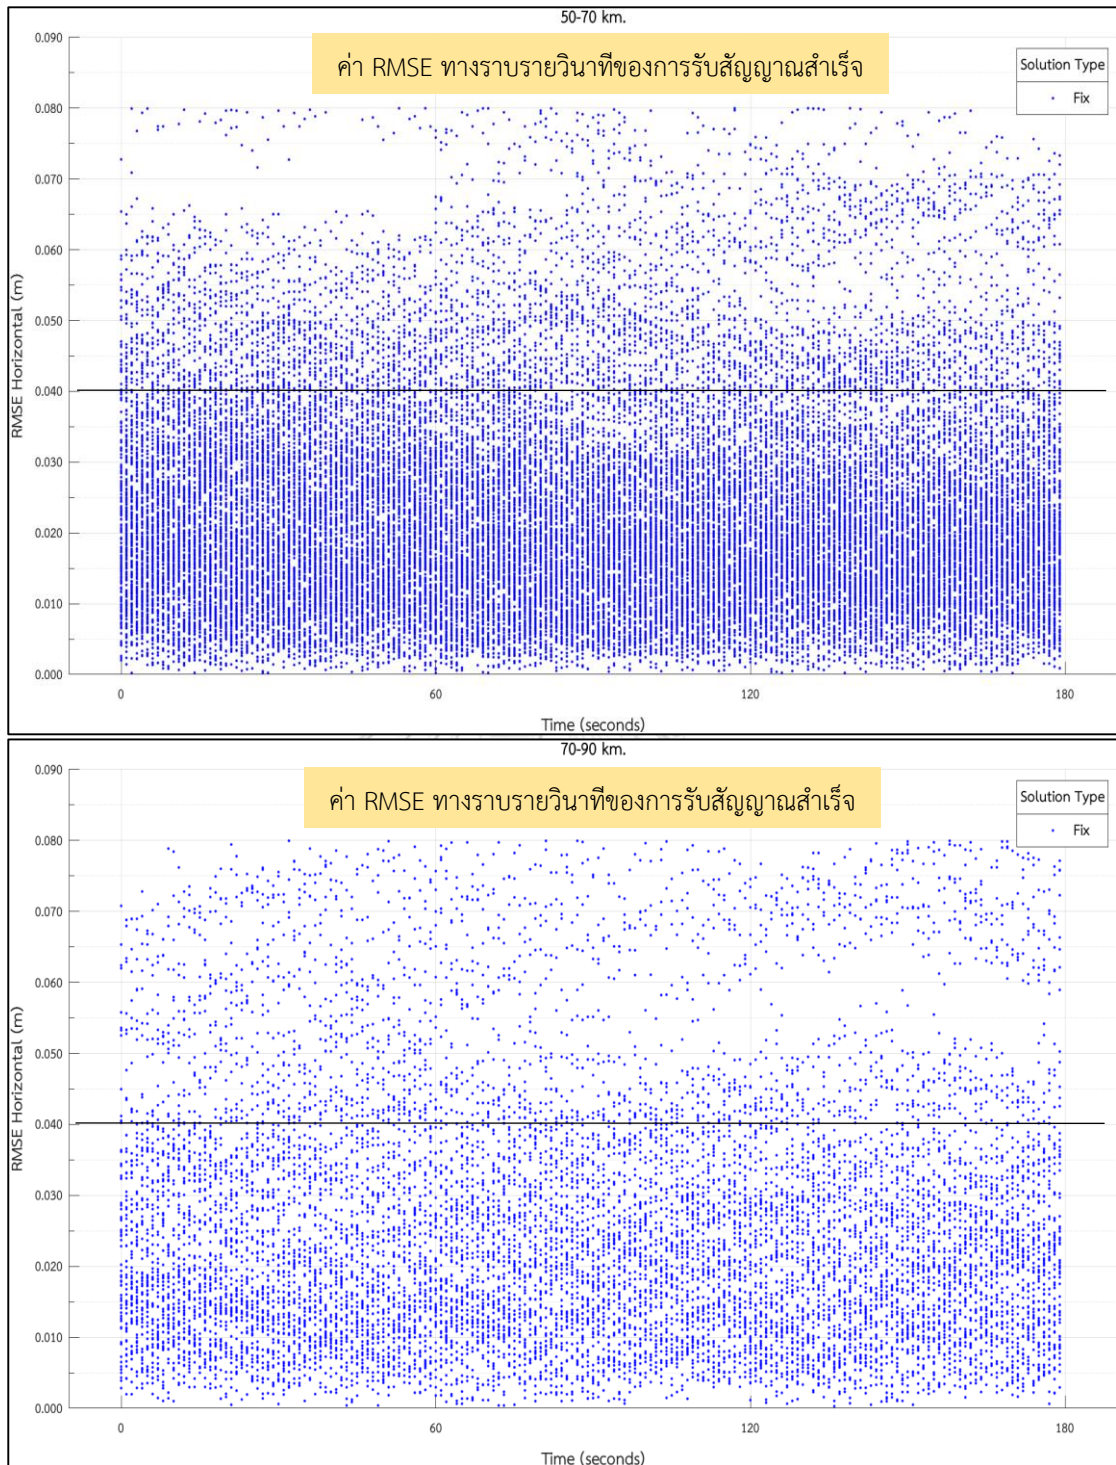 50-70 km.
ค่า RMSE ทางราบรายวินาทีของการรับสัญญาณสำเร็จ
Solution Type
Fix
RMSE Horizontal (m)
0.090
0.080
0.070
0.060
0.050
0.040
0.030
0.020
0.010
0.000
0 60 120 180
Time (seconds)
70-90 km.
ค่า RMSE ทางราบรายวินาทีของการรับสัญญาณสำเร็จ
Solution Type
Fix
RMSE Horizontal (m)
0.090
0.080
0.070
0.060
0.050
0.040
0.030
0.020
0.010
0.000
0 60 120 180
Time (seconds)